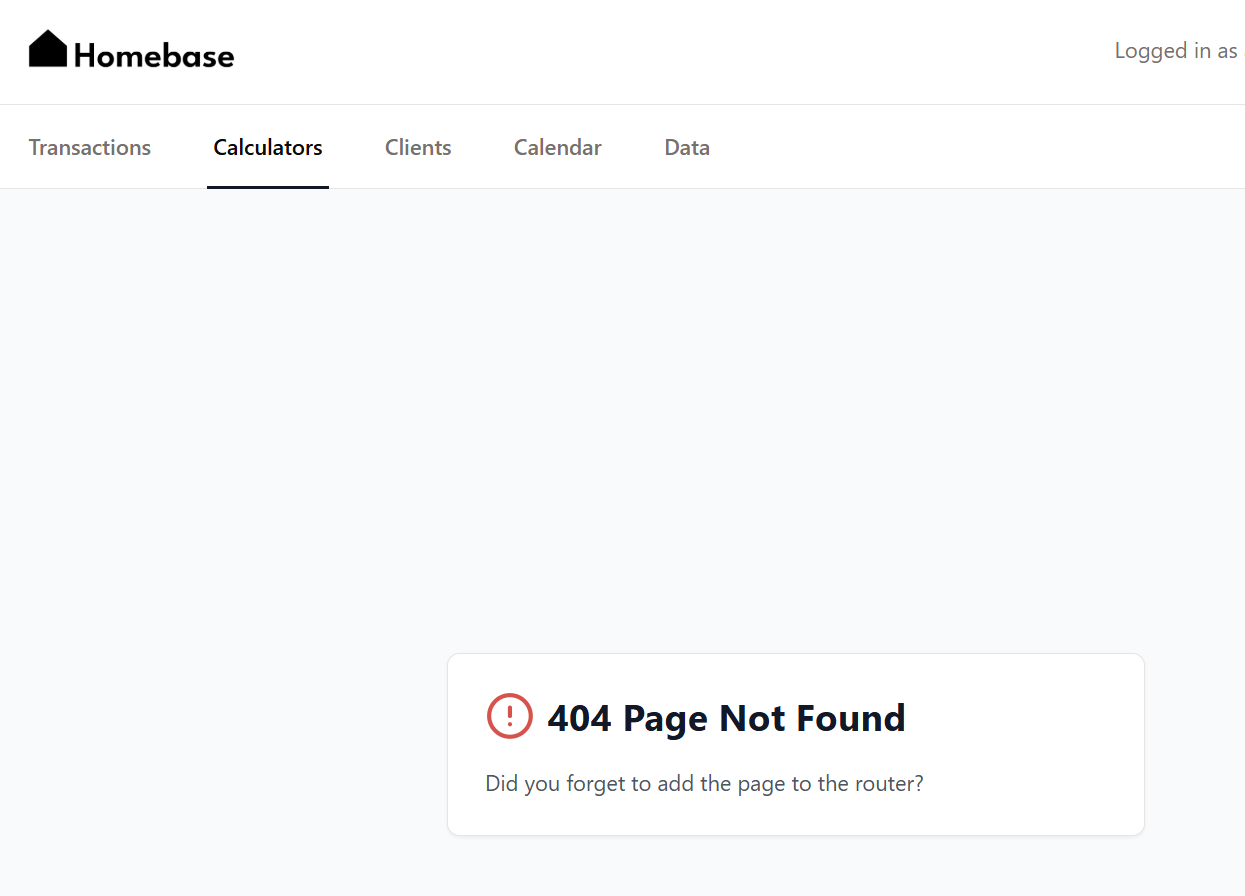 Homebase
Logged in as
Transactions Calculators Clients Calendar Data
404 Page Not Found
Did you forget to add the page to the router?